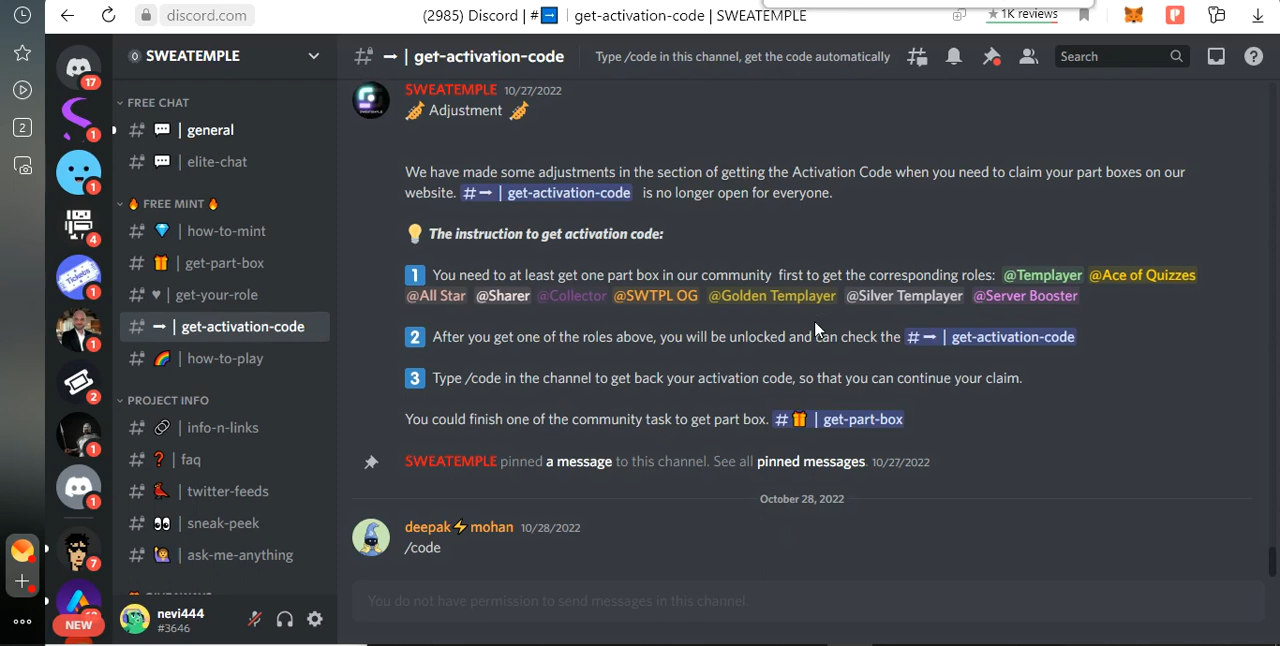 discord.com
(2985) Discord | #➡️ | get-activation-code | SWEATEMPLE
★ 1K reviews
SWEATEMPLE
→ | get-activation-code
Type /code in this channel, get the code automatically
Search
17
1
1
4
1
1
2
1
1
7
NEW
2
FREE CHAT
| general
| elite-chat
FREE MINT
| how-to-mint
| get-part-box
| get-your-role
→ | get-activation-code
| how-to-play
PROJECT INFO
| info-n-links
| faq
| twitter-feeds
| sneak-peek
| ask-me-anything
nevi444
#3646
SWEATEMPLE 10/27/2022
Adjustment
We have made some adjustments in the section of getting the Activation Code when you need to claim your part boxes on our
website. # → | get-activation-code is no longer open for everyone.
The instruction to get activation code:
1 You need to at least get one part box in our community first to get the corresponding roles: @Templayer @Ace of Quizzes
@All Star @Sharer @Collector @SWTPL OG @Golden Templayer @Silver Templayer @Server Booster
2 After you get one of the roles above, you will be unlocked and can check the # → | get-activation-code
3 Type /code in the channel to get back your activation code, so that you can continue your claim.
You could finish one of the community task to get part box. # 🎁 | get-part-box
SWEATEMPLE pinned a message to this channel. See all pinned messages. 10/27/2022
October 28, 2022
deepak⚡mohan 10/28/2022
/code
You do not have permission to send messages in this channel.